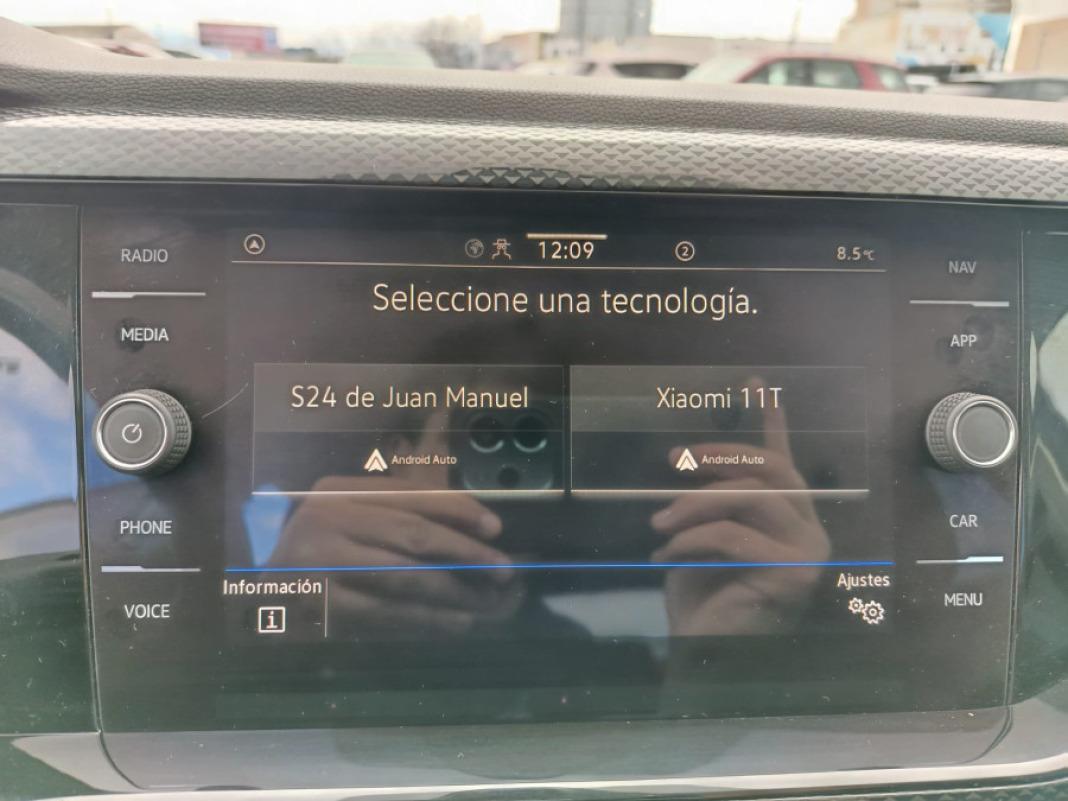 RADIO
MEDIA
PHONE
VOICE
12:09
2
8.5°C
Seleccione una tecnología.
S24 de Juan Manuel
Android Auto
Xiaomi 11T
Android Auto
Información
i
Ajustes
NAV
APP
CAR
MENU